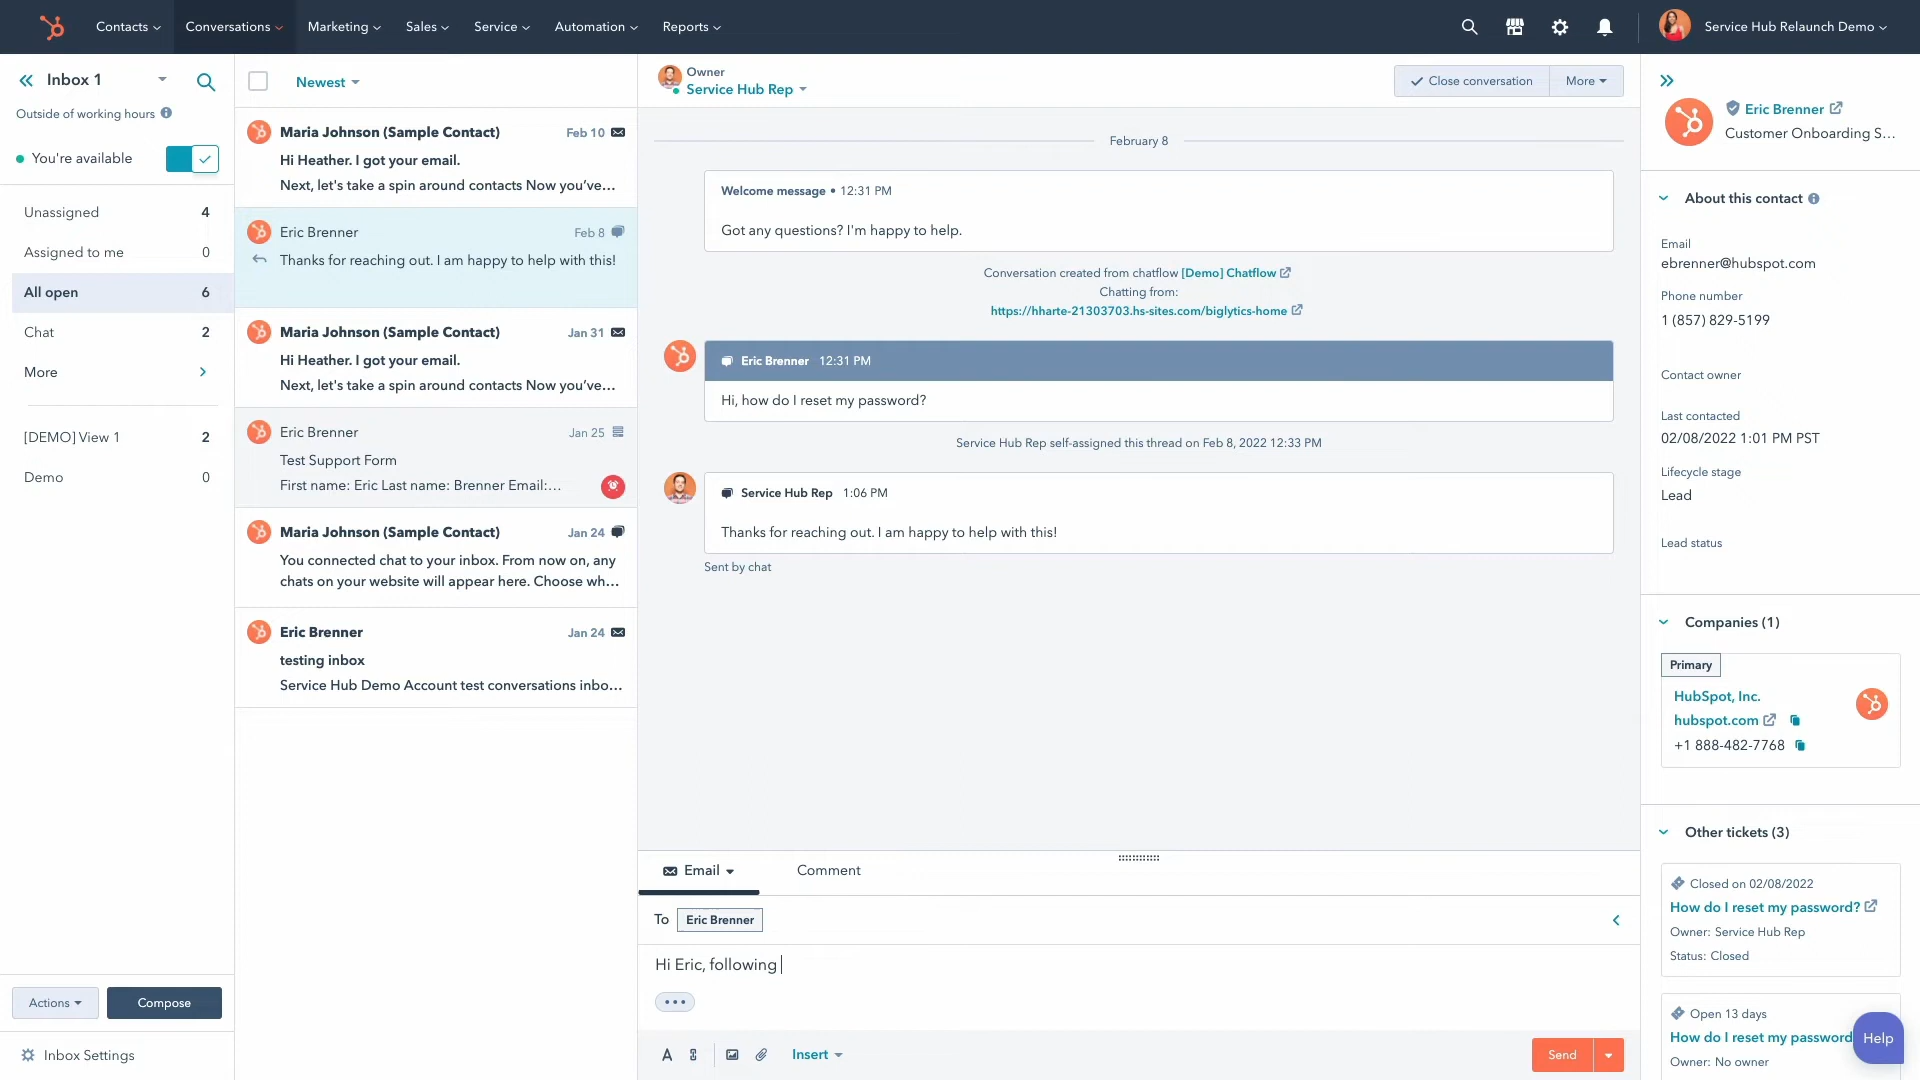 Contacts
Conversations
Marketing
Sales
Service
Automation
Reports
Service Hub Relaunch Demo
Inbox 1
Outside of working hours
You're available
Unassigned 4
Assigned to me 0
All open 6
Chat 2
More
[DEMO] View 1 2
Demo 0
Actions
Compose
Inbox Settings
Newest
Maria Johnson (Sample Contact) Feb 10
Hi Heather. I got your email.
Next, let's take a spin around contacts Now you've...
Eric Brenner Feb 8
Thanks for reaching out. I am happy to help with this!
Maria Johnson (Sample Contact) Jan 31
Hi Heather. I got your email.
Next, let's take a spin around contacts Now you've...
Eric Brenner Jan 25
Test Support Form
First name: Eric Last name: Brenner Email:...
Maria Johnson (Sample Contact) Jan 24
You connected chat to your inbox. From now on, any
chats on your website will appear here. Choose wh...
Eric Brenner Jan 24
testing inbox
Service Hub Demo Account test conversations inbo...
Owner
Service Hub Rep
Close conversation
More
February 8
Welcome message • 12:31 PM
Got any questions? I'm happy to help.
Conversation created from chatflow [Demo] Chatflow
Chatting from:
https://hharte-21303703.hs-sites.com/biglytics-home
Eric Brenner 12:31 PM
Hi, how do I reset my password?
Service Hub Rep self-assigned this thread on Feb 8, 2022 12:33 PM
Service Hub Rep 1:06 PM
Thanks for reaching out. I am happy to help with this!
Sent by chat
Email
Comment
To Eric Brenner
Hi Eric, following
A
Insert
Send
Eric Brenner
Customer Onboarding S...
About this contact
Email
ebrenner@hubspot.com
Phone number
1 (857) 829-5199
Contact owner
Last contacted
02/08/2022 1:01 PM PST
Lifecycle stage
Lead
Lead status
Companies (1)
Primary
HubSpot, Inc.
hubspot.com
+1 888-482-7768
Other tickets (3)
Closed on 02/08/2022
How do I reset my password?
Owner: Service Hub Rep
Status: Closed
Open 13 days
How do I reset my password
Owner: No owner
Help